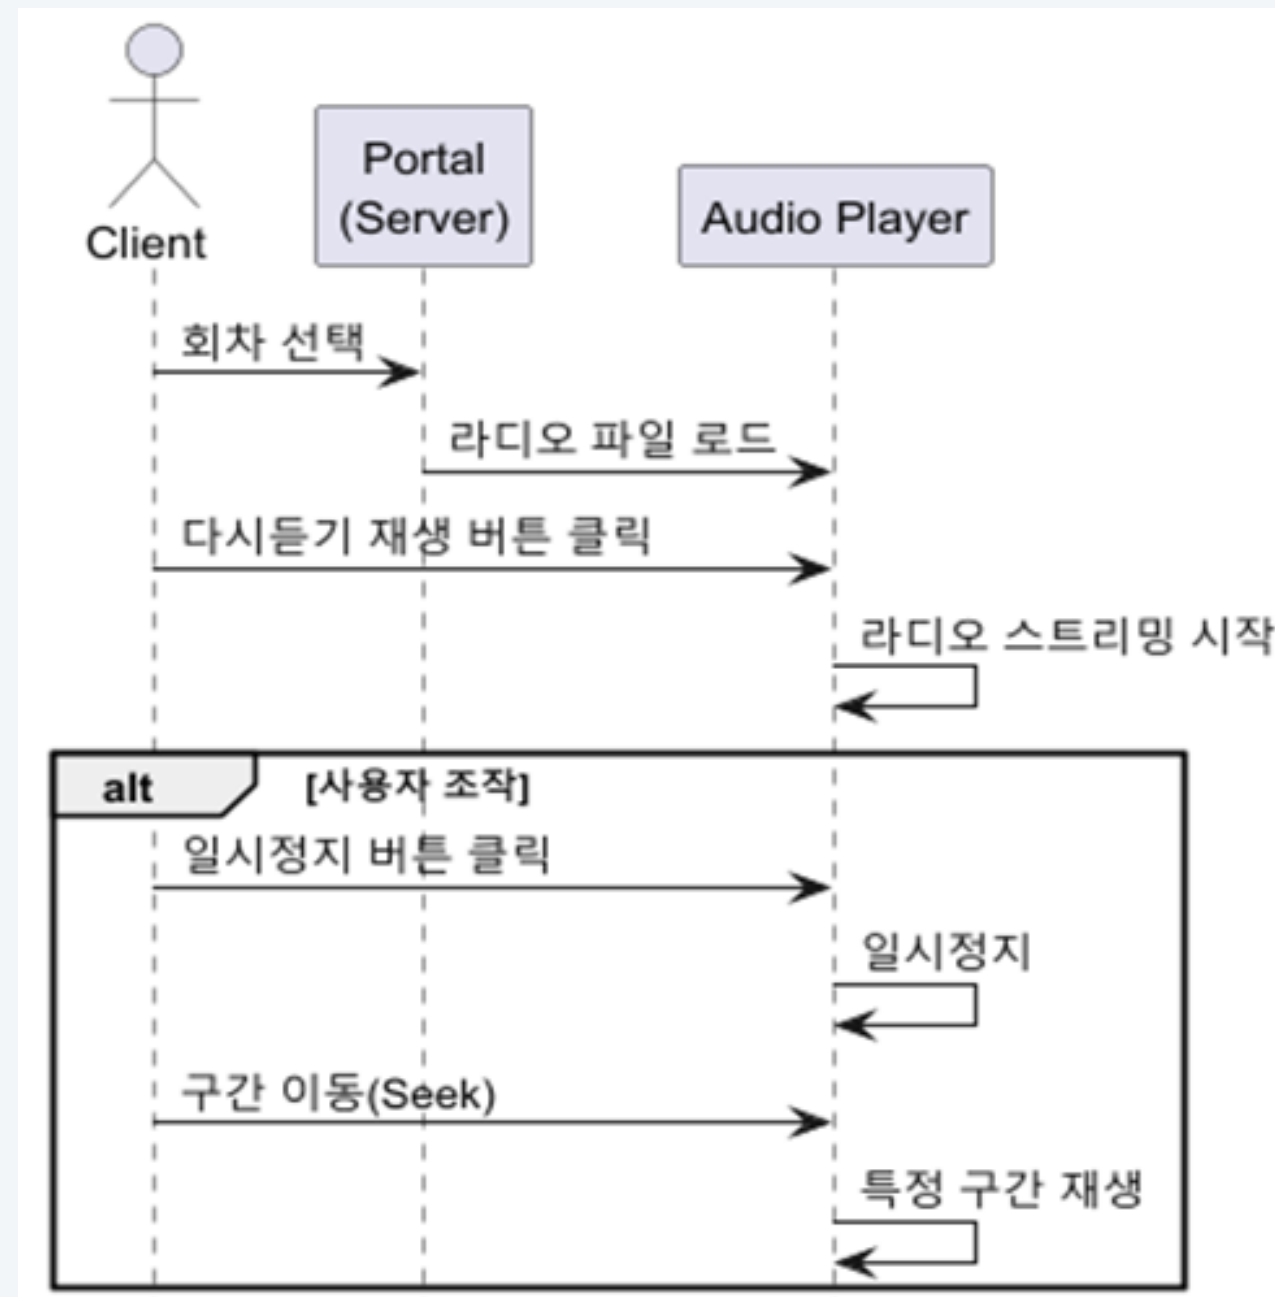 Client
Portal
(Server)
Audio Player
회차 선택
라디오 파일 로드
다시듣기 재생 버튼 클릭
라디오 스트리밍 시작
alt [사용자 조작]
일시정지 버튼 클릭
일시정지
구간 이동(Seek)
특정 구간 재생